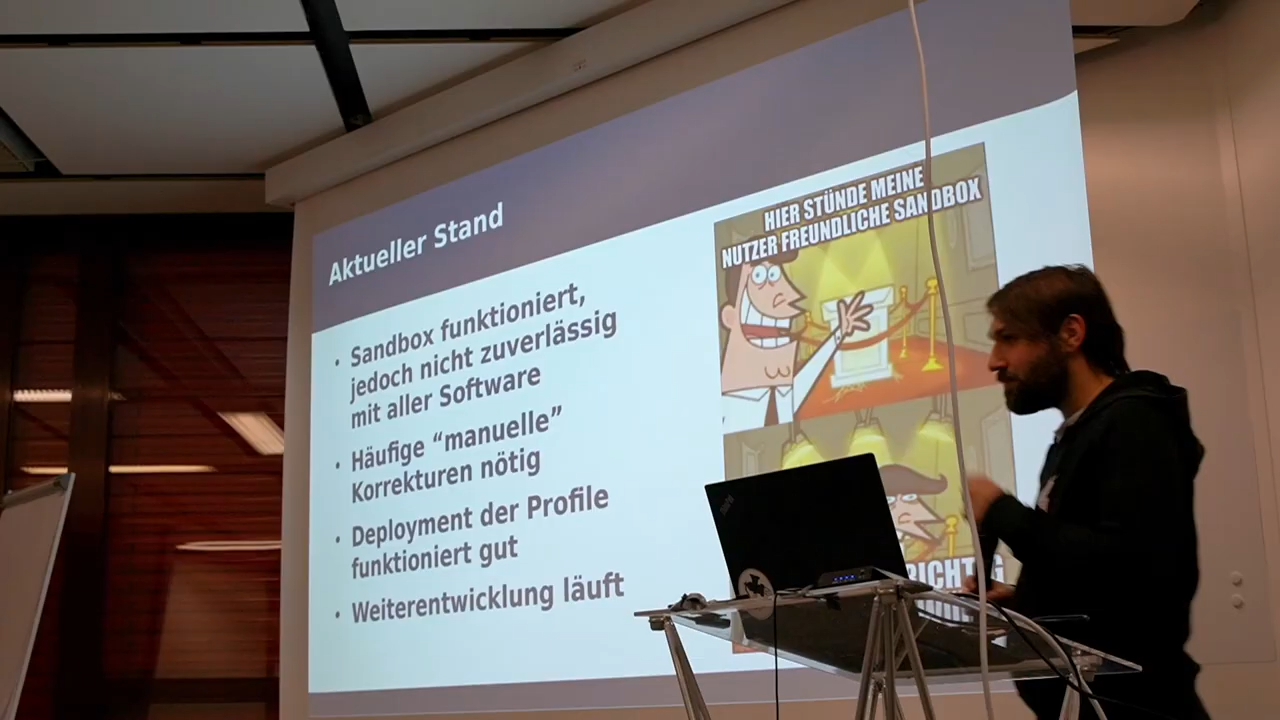 Aktueller Stand
• Sandbox funktioniert,
jedoch nicht zuverlässig
mit aller Software
• Häufige “manuelle”
Korrekturen nötig
• Deployment der Profile
funktioniert gut
• Weiterentwicklung läuft
HIER STÜNDE MEINE
NUTZER FREUNDLICHE SANDBOX